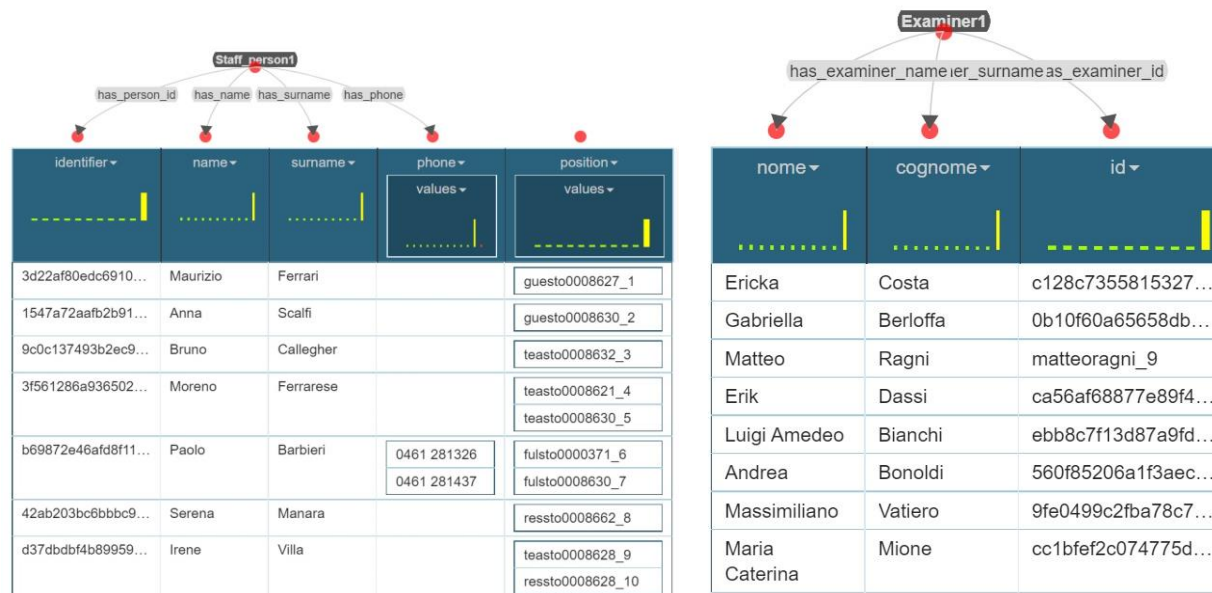 Staff_person1
has_person_id has_name has_surname has_phone
identifier name surname phone position
values values
3d22af80edc6910... Maurizio Ferrari guesto0008627_1
1547a72aafb2b91... Anna Scalfi guesto0008630_2
9c0c137493b2ec9... Bruno Callegher teasto0008632_3
3f561286a936502... Moreno Ferrarese teasto0008621_4
teasto0008630_5
b69872e46afd8f11... Paolo Barbieri 0461 281326 fulsto0000371_6
0461 281437 fulsto0008630_7
42ab203bc6bbbc9... Serena Manara ressto0008662_8
d37dbdbf4b89959... Irene Villa teasto0008628_9
ressto0008628_10
Examiner1
has_examiner_name ier_surname as_examiner_id
nome cognome id
Ericka Costa c128c7355815327...
Gabriella Berloffa 0b10f60a65658db...
Matteo Ragni matteoragni_9
Erik Dassi ca56af68877e89f4...
Luigi Amedeo Bianchi ebb8c7f13d87a9fd...
Andrea Bonoldi 560f85206a1f3aec...
Massimiliano Vatiero 9fe0499c2fba78c7...
Maria Mione cc1bfef2c074775d...
Caterina